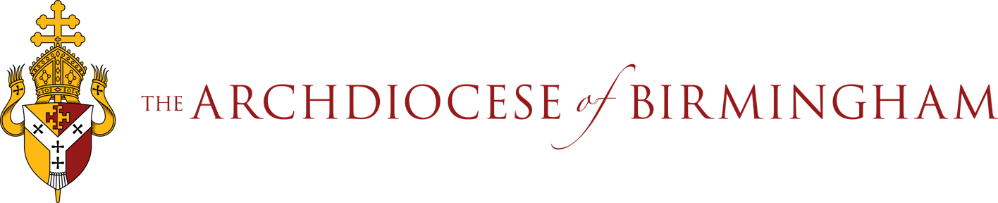 THE ARCHDIOCESE of BIRMINGHAM